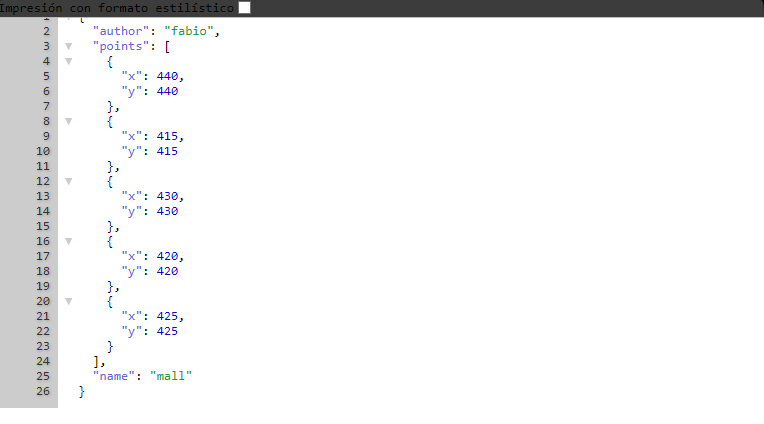 Impresión con formato estilístico
1 {
2 "author": "fabio",
3 "points": [
4 {
5 "x": 440,
6 "y": 440
7 },
8 {
9 "x": 415,
10 "y": 415
11 },
12 {
13 "x": 430,
14 "y": 430
15 },
16 {
17 "x": 420,
18 "y": 420
19 },
20 {
21 "x": 425,
22 "y": 425
23 }
24 ],
25 "name": "mall"
26 }